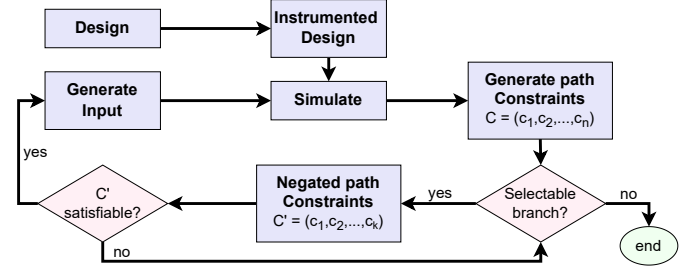 Design
Instrumented
Design
Generate
Input
Simulate
Generate path
Constraints
C = (c₁,c₂,...,cₙ)
yes
C'
satisfiable?
Negated path
Constraints
C' = (c₁,c₂,...,cₖ)
yes
Selectable
branch?
no
end
no